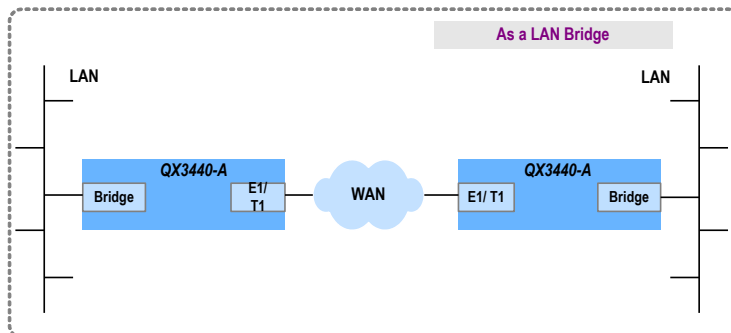 As a LAN Bridge
LAN
LAN
QX3440-A
QX3440-A
Bridge
E1/
T1
WAN
E1/ T1
Bridge